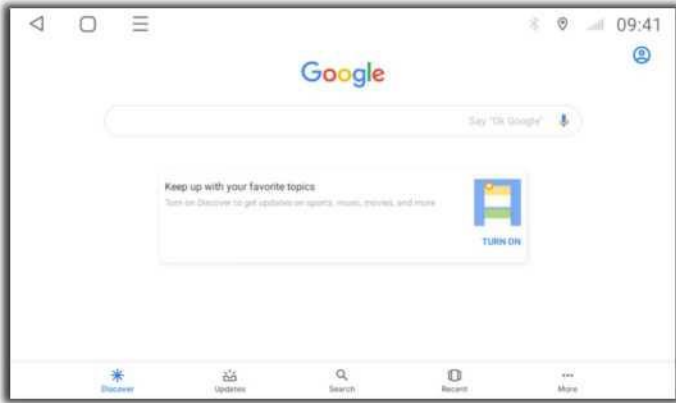 09:41
Google
Say "Ok Google"
Keep up with your favorite topics
Turn on Discover to get updates on sports, music, movies, and more
TURN ON
Discover
Updates
Search
Recent
More